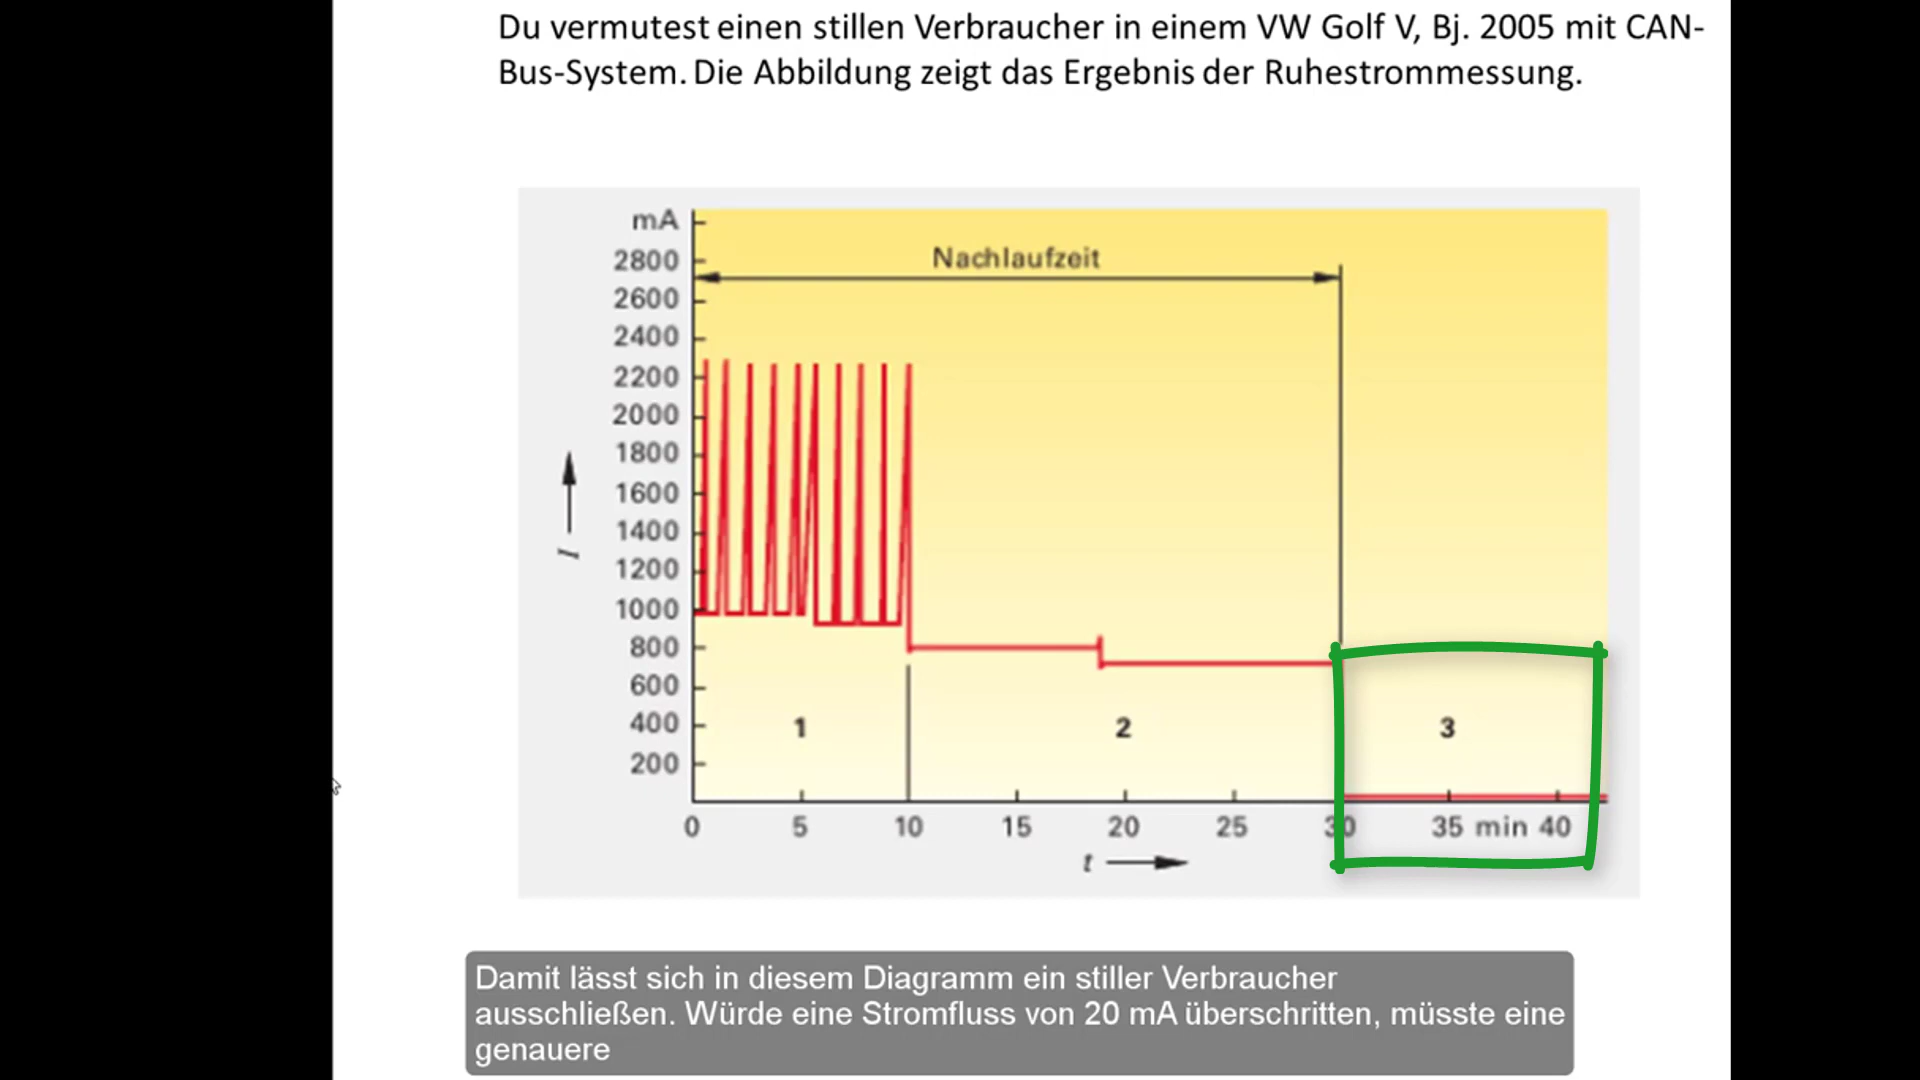 Du vermutest einen stillen Verbraucher in einem VW Golf V, Bj. 2005 mit CAN-
Bus-System. Die Abbildung zeigt das Ergebnis der Ruhestrommessung.
mA
Nachlaufzeit
2800
2600
2400
2200
2000
1800
1600
1400
1200
1000
800
600
400
200
I
1
2
3
0 5 10 15 20 25 30 35 min 40
t
Damit lässt sich in diesem Diagramm ein stiller Verbraucher
ausschließen. Würde eine Stromfluss von 20 mA überschritten, müsste eine
genauere